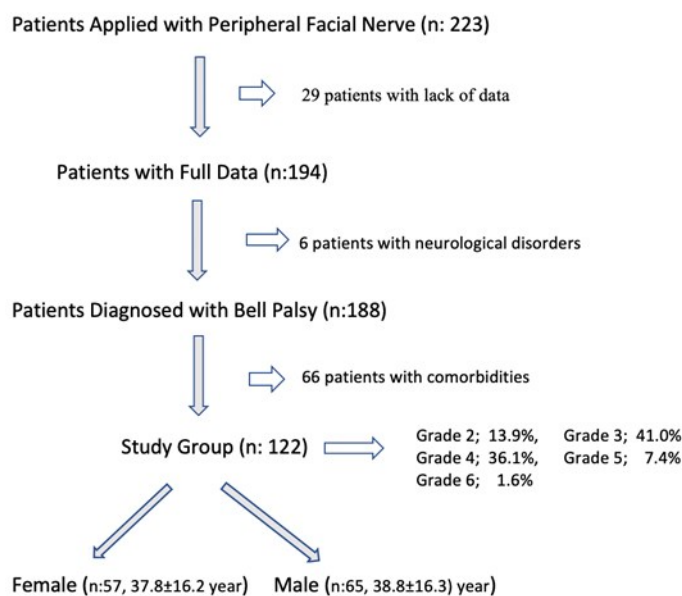 Patients Applied with Peripheral Facial Nerve (n: 223)
29 patients with lack of data
Patients with Full Data (n:194)
6 patients with neurological disorders
Patients Diagnosed with Bell Palsy (n:188)
66 patients with comorbidities
Study Group (n: 122)
Grade 2; 13.9%, Grade 3; 41.0%
Grade 4; 36.1%, Grade 5; 7.4%
Grade 6; 1.6%
Female (n:57, 37.8±16.2 year) Male (n:65, 38.8±16.3) year)